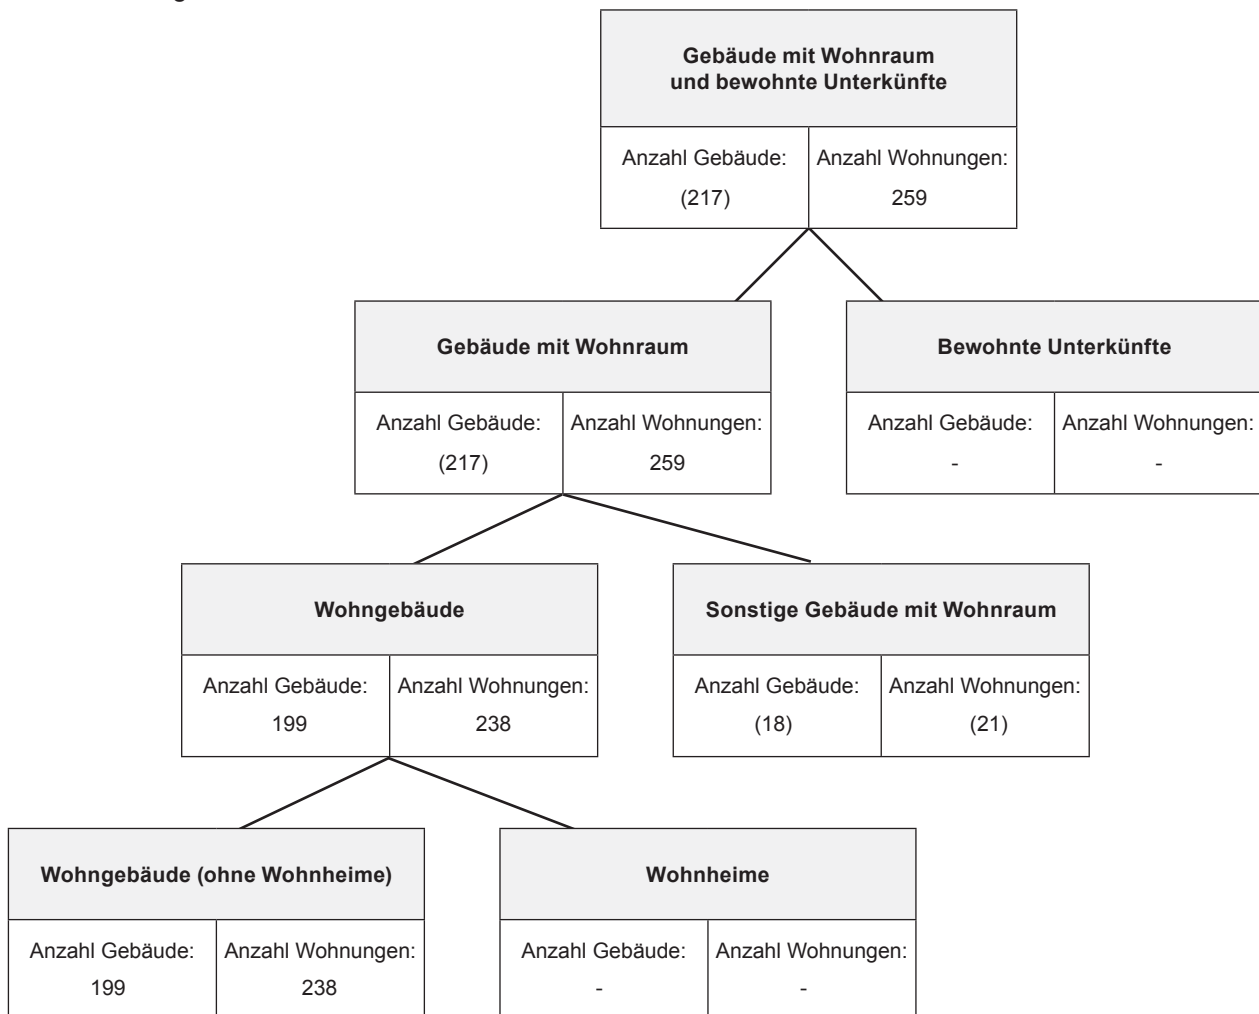 Gebäude mit Wohnraum
und bewohnte Unterkünfte
Anzahl Gebäude: Anzahl Wohnungen:
(217) 259
Gebäude mit Wohnraum
Bewohnte Unterkünfte
Anzahl Gebäude: Anzahl Wohnungen:
(217) 259
Anzahl Gebäude: Anzahl Wohnungen:
- -
Wohngebäude
Sonstige Gebäude mit Wohnraum
Anzahl Gebäude: Anzahl Wohnungen:
199 238
Anzahl Gebäude: Anzahl Wohnungen:
(18) (21)
Wohngebäude (ohne Wohnheime)
Wohnheime
Anzahl Gebäude: Anzahl Wohnungen:
199 238
Anzahl Gebäude: Anzahl Wohnungen:
- -